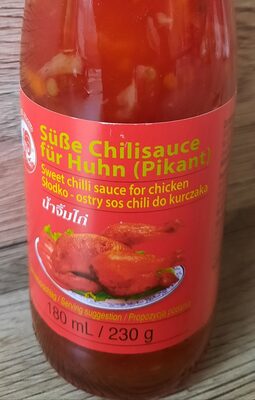 Süße Chilisauce
für Huhn (Pikant)
Sweet chilli sauce for chicken
Słodko - ostry sos chili do kurczaka
น้ำจิ้มไก่
/ Serving suggestion / Propozycja
180 mL / 230 g